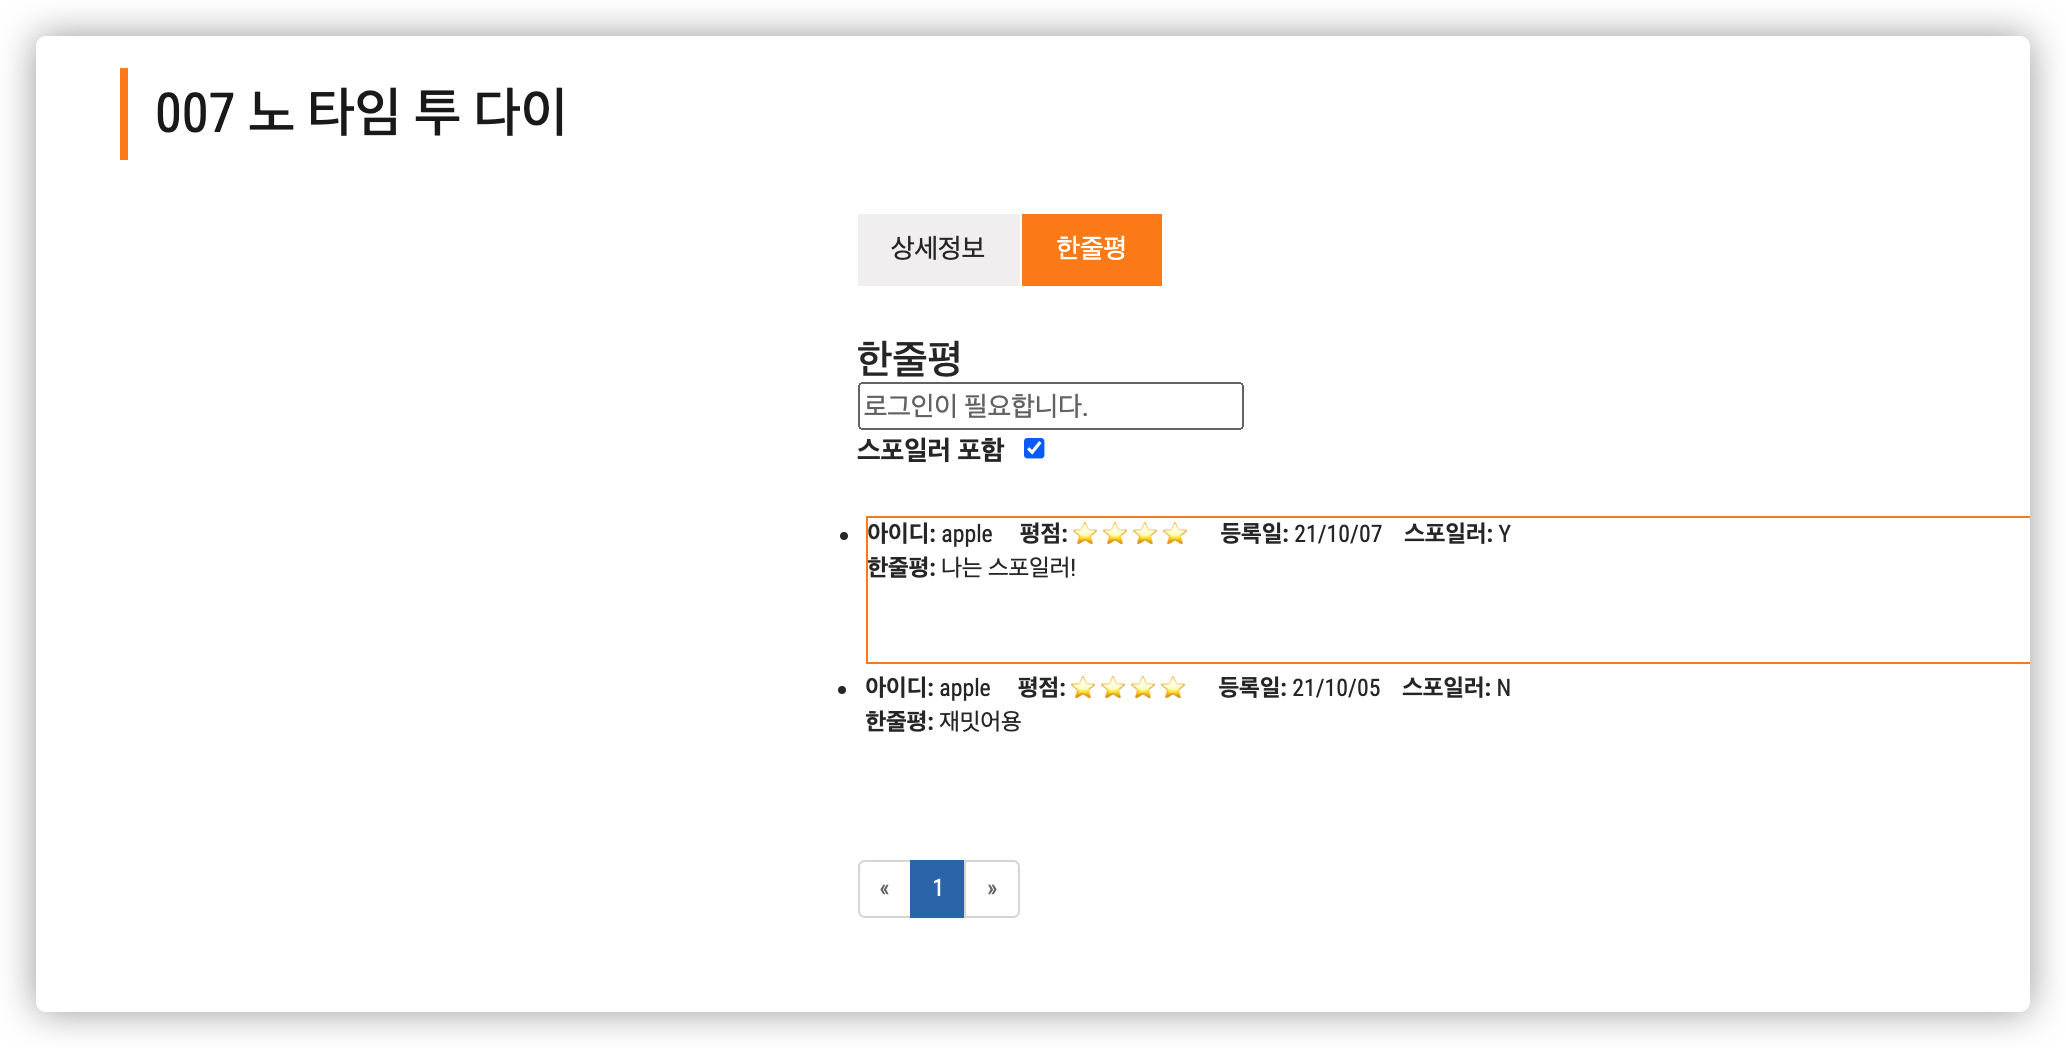 007 노 타임 투 다이
상세정보 한줄평
한줄평
로그인이 필요합니다.
스포일러 포함
아이디: apple 평점:⭐⭐⭐⭐ 등록일: 21/10/07 스포일러: Y
한줄평: 나는 스포일러!
아이디: apple 평점:⭐⭐⭐⭐ 등록일: 21/10/05 스포일러: N
한줄평: 재밋어용
« 1 »